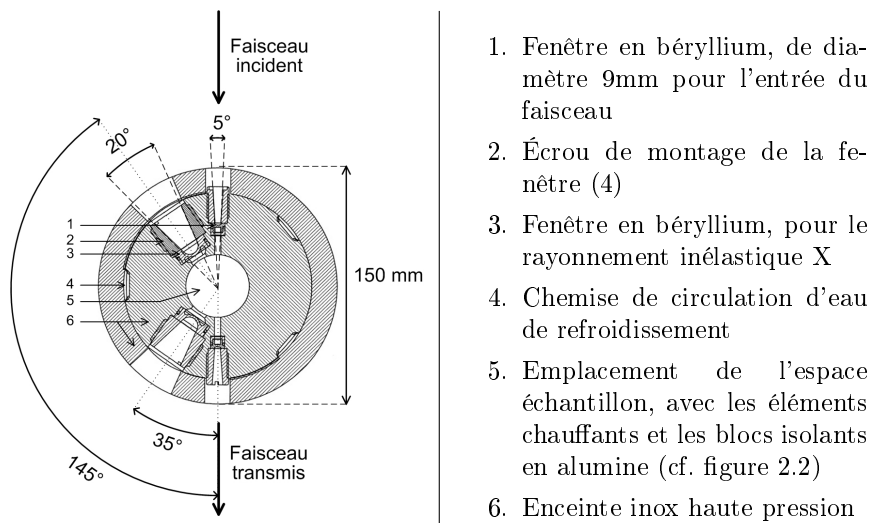 Faisceau
incident
5°
20°
1
2
3
4
5
6
150 mm
35°
145°
Faisceau
transmis
1. Fenêtre en béryllium, de dia-
mètre 9mm pour l'entrée du
faisceau
2. Écrou de montage de la fe-
nêtre (4)
3. Fenêtre en béryllium, pour le
rayonnement inélastique X
4. Chemise de circulation d'eau
de refroidissement
5. Emplacement de l'espace
échantillon, avec les éléments
chauffants et les blocs isolants
en alumine (cf. figure 2.2)
6. Enceinte inox haute pression